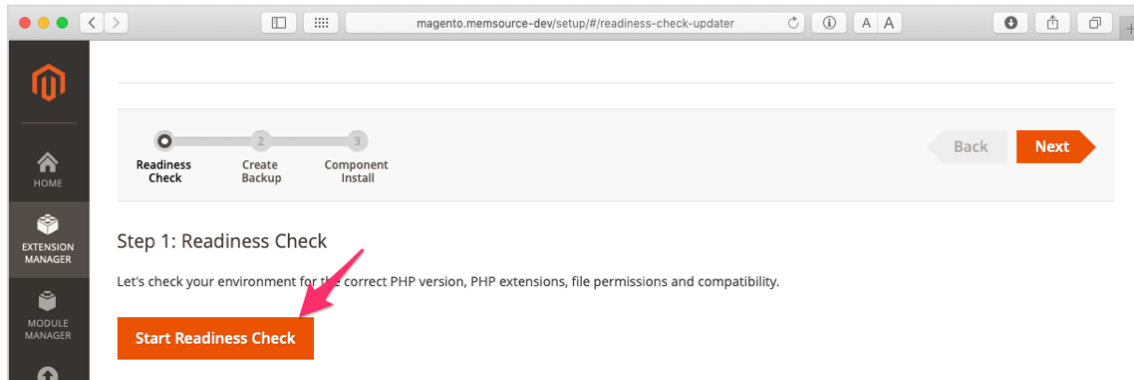 magento.memsource-dev/setup/#/readiness-check-updater
A A
2
3
Readiness
Check
Create
Backup
Component
Install
Back
Next
HOME
EXTENSION
MANAGER
MODULE
MANAGER
Step 1: Readiness Check
Let's check your environment for the correct PHP version, PHP extensions, file permissions and compatibility.
Start Readiness Check